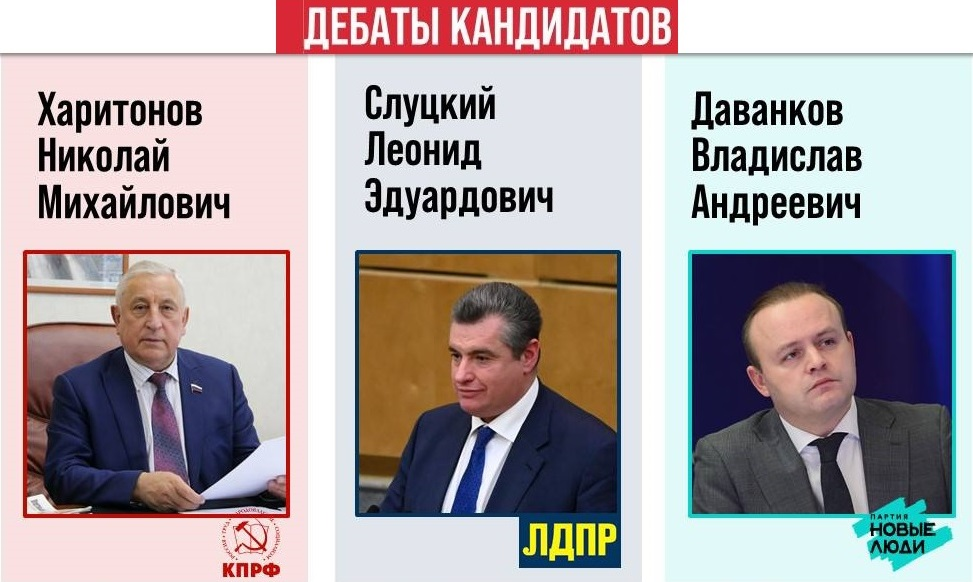 ДЕБАТЫ КАНДИДАТОВ
Харитонов
Николай
Михайлович
КПРФ
Слуцкий
Леонид
Эдуардович
ЛДПР
Даванков
Владислав
Андреевич
ПАРТИЯ
НОВЫЕ
ЛЮДИ